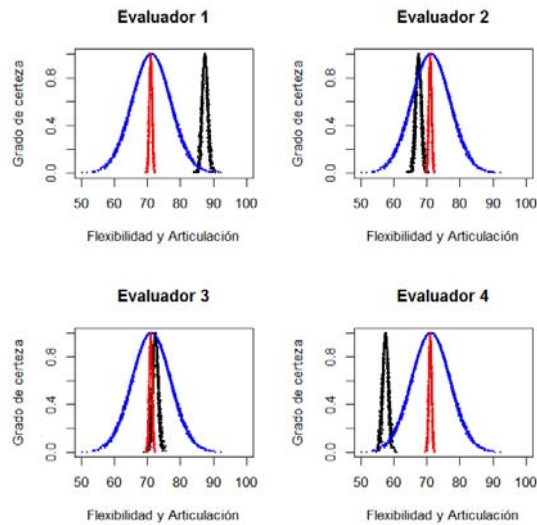 Evaluador 1
Grado de certeza
0.0 0.4 0.8
50 60 70 80 90 100
Flexibilidad y Articulación
Evaluador 2
Grado de certeza
0.0 0.4 0.8
50 60 70 80 90 100
Flexibilidad y Articulación
Evaluador 3
Grado de certeza
0.0 0.4 0.8
50 60 70 80 90 100
Flexibilidad y Articulación
Evaluador 4
Grado de certeza
0.0 0.4 0.8
50 60 70 80 90 100
Flexibilidad y Articulación